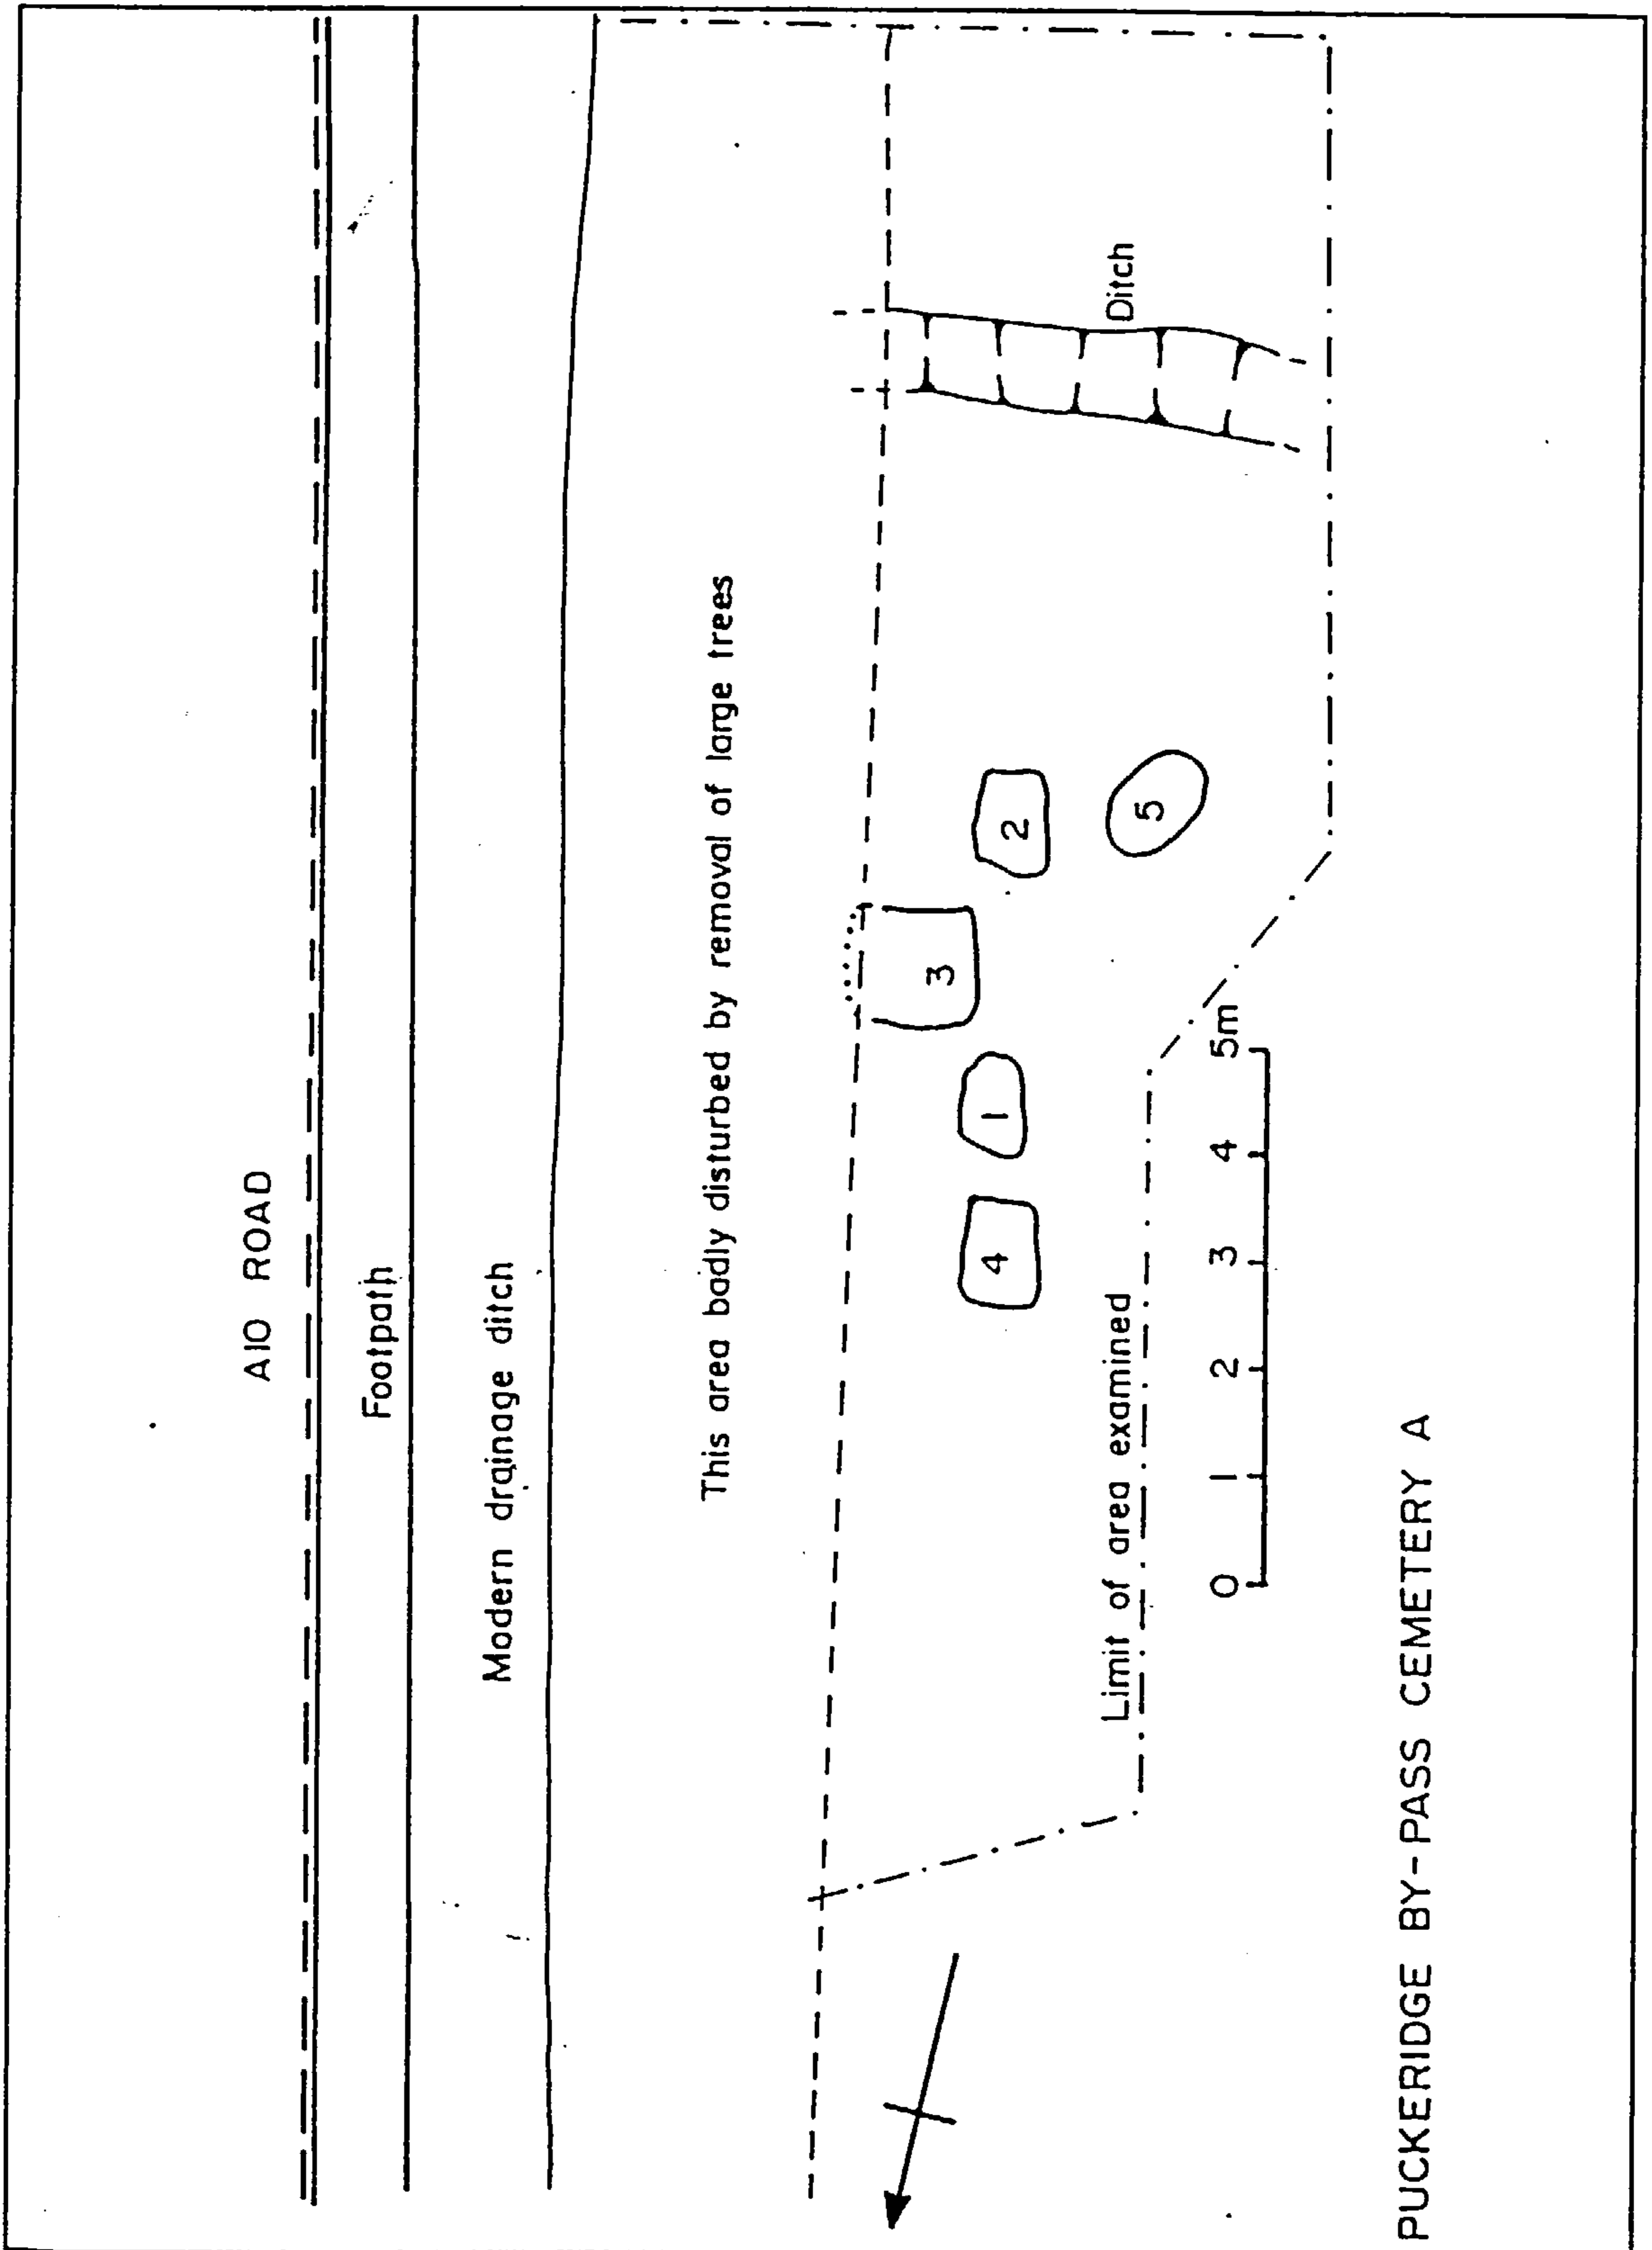 A10 ROAD
Footpath
Modern drainage ditch
This area badly disturbed by removal of large trees
Ditch
3
4
1
2
5
Limit of area examined
0 1 2 3 4 5m
PUCKERIDGE BY-PASS CEMETERY A